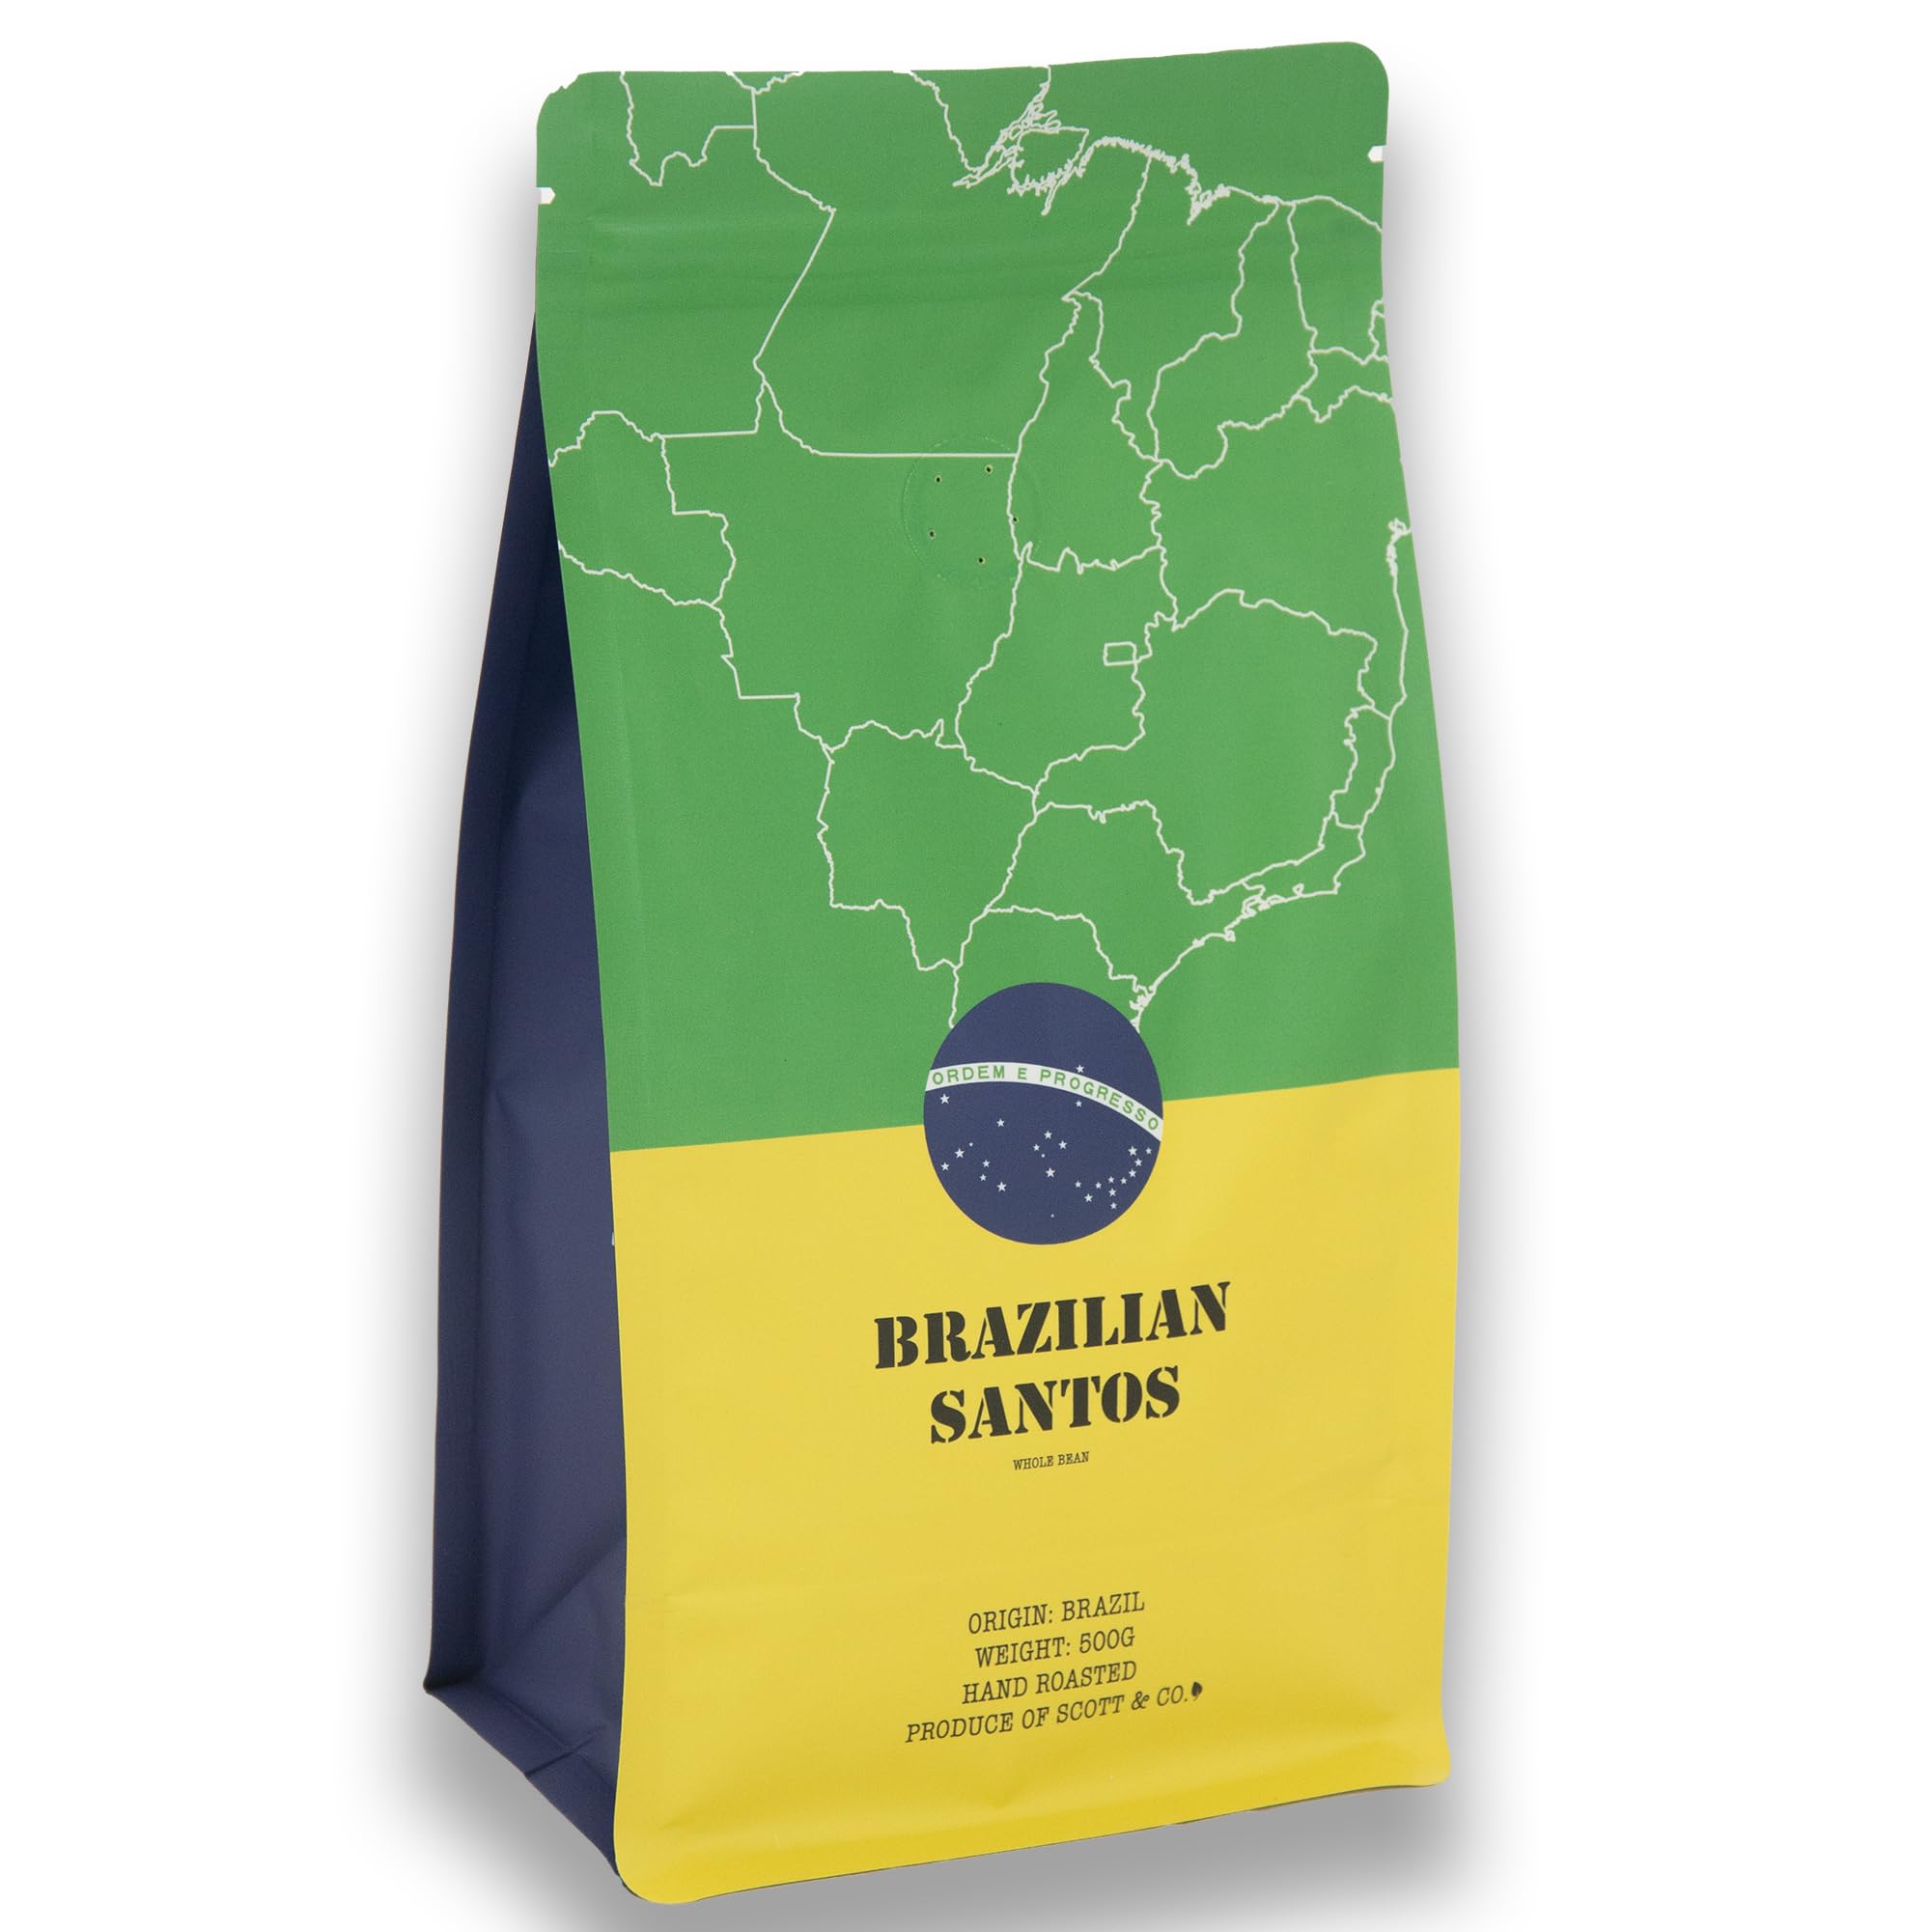 ORDEM E PROGRESSO
BRAZILIAN
SANTOS
WHOLE BEAN
ORIGIN: BRAZIL
WEIGHT: 500G
HAND ROASTED
PRODUCE OF SCOTT & CO.